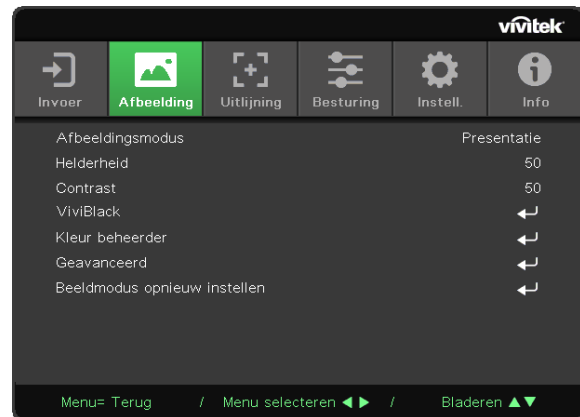 vivitek
Invoer Afbeelding Uitlijning Besturing Instell. Info
Afbeeldingsmodus Presentatie
Helderheid 50
Contrast 50
ViviBlack
Kleur beheerder
Geavanceerd
Beeldmodus opnieuw instellen
Menu= Terug / Menu selecteren ◀ ▶ / Bladeren ▲▼